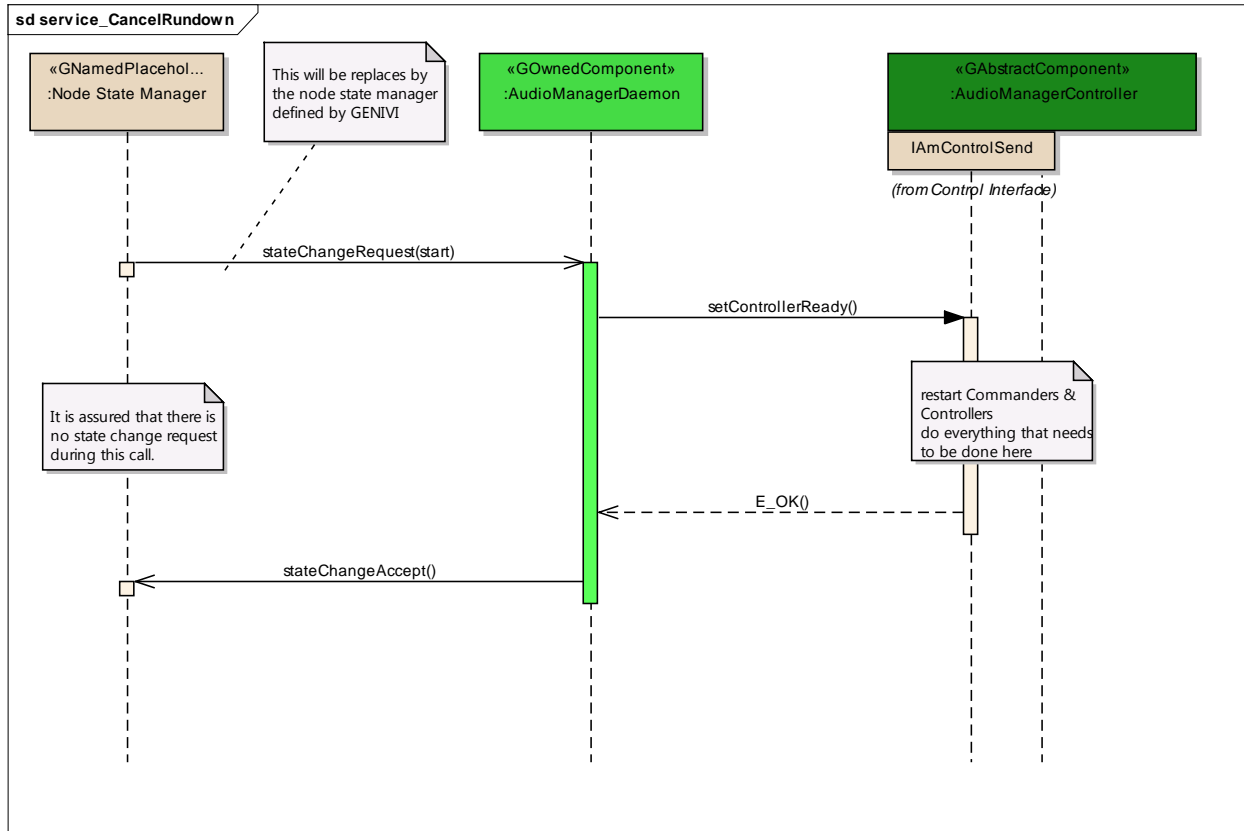 sd service_CancelRundown
«GNamedPlacehol...
:Node State Manager
This will be replaces by
the node state manager
defined by GENIVI
«GOwnedComponent»
:AudioManagerDaemon
«GAbstractComponent»
:AudioManagerController
IAmControlSend
(from Control Interface)
stateChangeRequest(start)
setControllerReady()
It is assured that there is
no state change request
during this call.
restart Commanders &
Controllers
do everything that needs
to be done here
E_OK()
stateChangeAccept()